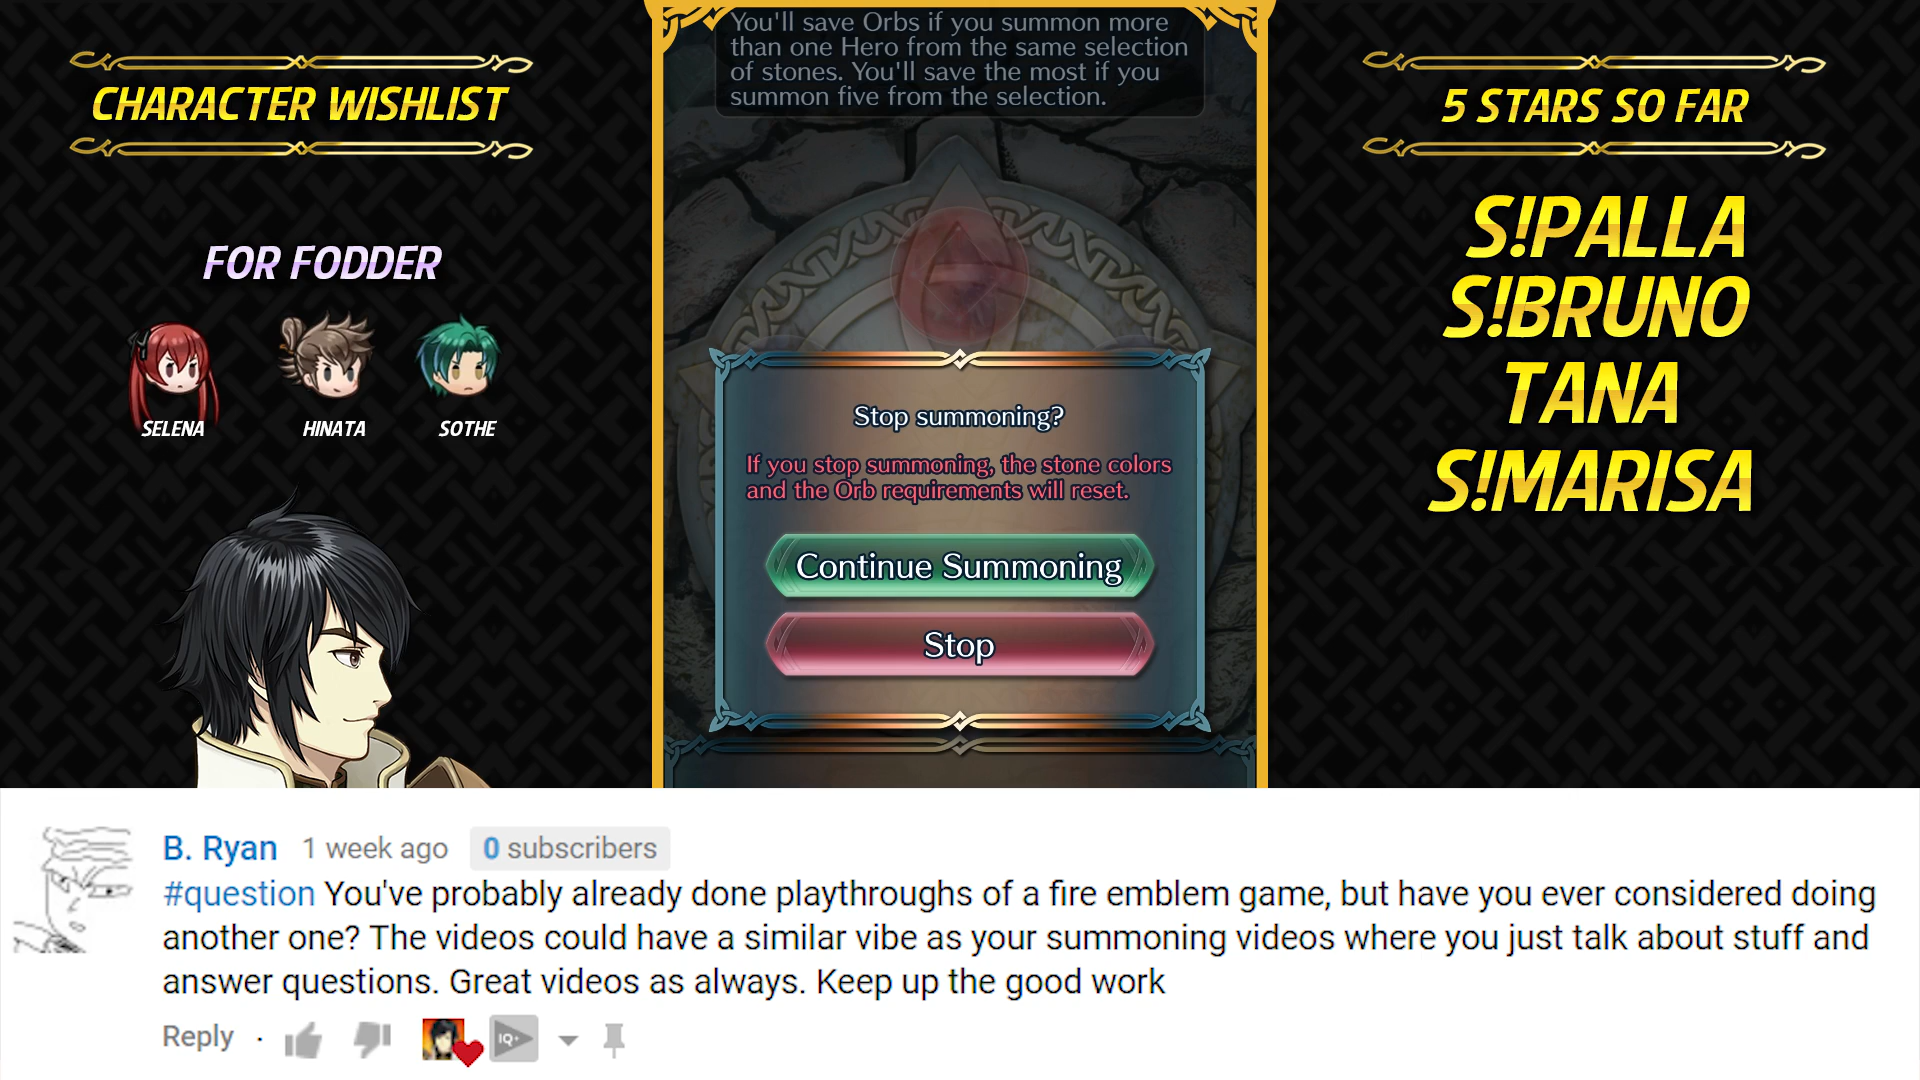 CHARACTER WISHLIST
FOR FODDER
SELENA
HINATA
SOTHE
You'll save Orbs if you summon more
than one Hero from the same selection
of stones. You'll save the most if you
summon five from the selection.
Stop summoning?
If you stop summoning, the stone colors
and the Orb requirements will reset.
Continue Summoning
Stop
5 STARS SO FAR
S!PALLA
S!BRUNO
TANA
S!MARISA
B. Ryan 1 week ago 0 subscribers
#question You've probably already done playthroughs of a fire emblem game, but have you ever considered doing
another one? The videos could have a similar vibe as your summoning videos where you just talk about stuff and
answer questions. Great videos as always. Keep up the good work
Reply · IQ+